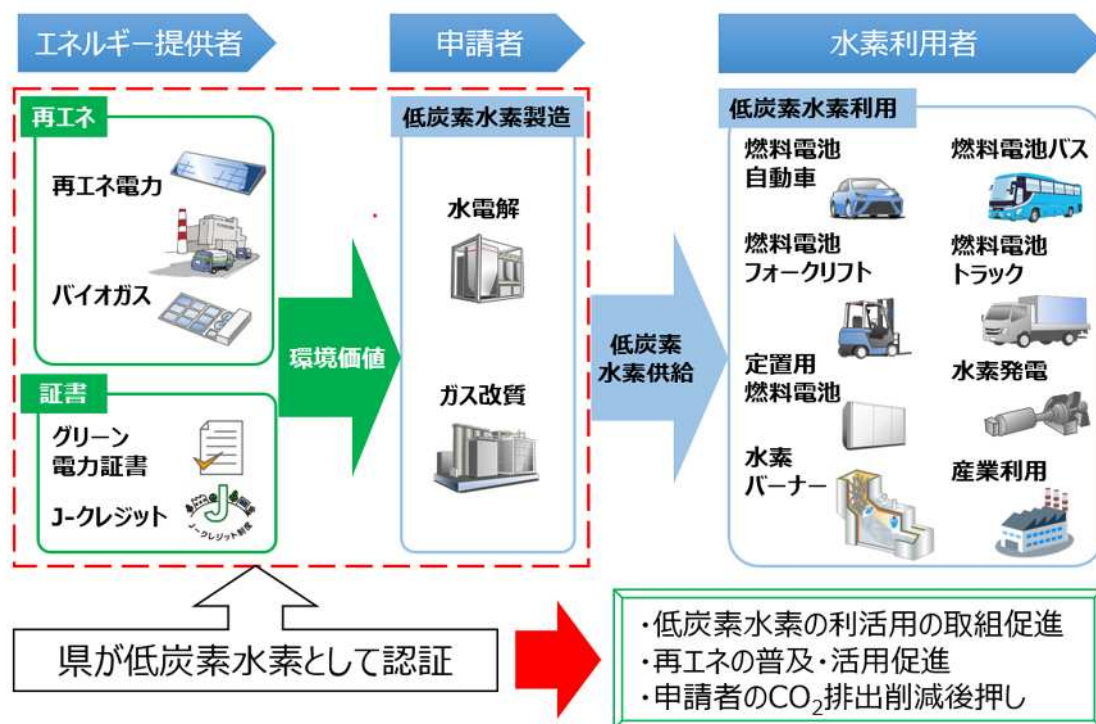 エネルギー提供者
申請者
水素利用者
再エネ
再エネ電力
バイオガス
証書
グリーン
電力証書
J-クレジット
J-クレジット制度
環境価値
低炭素水素製造
水電解
ガス改質
低炭素
水素供給
低炭素水素利用
燃料電池
自動車
燃料電池バス
燃料電池
フォークリフト
燃料電池
トラック
定置用
燃料電池
水素発電
水素
バーナー
産業利用
県が低炭素水素として認証
・低炭素水素の利活用の取組促進
・再エネの普及・活用促進
・申請者のCO₂排出削減後押し